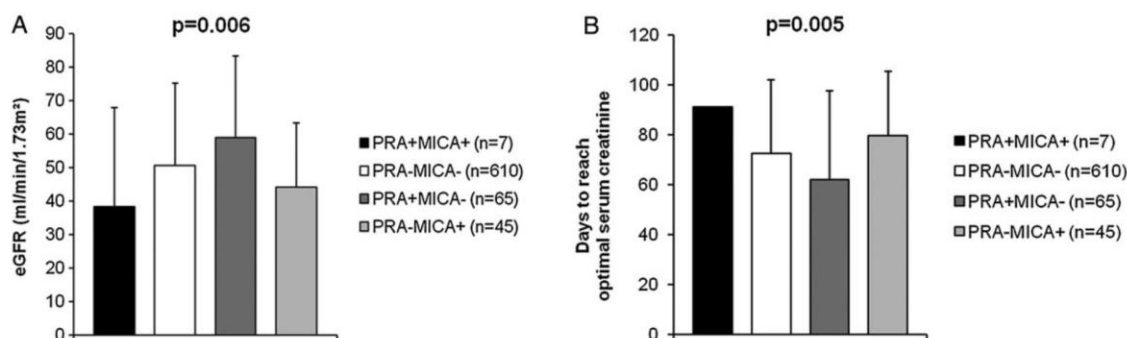 A
p=0.006
eGFR (ml/min/1.73m²)
90
80
70
60
50
40
30
20
10
0
PRA+MICA+ (n=7)
PRA-MICA- (n=610)
PRA+MICA- (n=65)
PRA-MICA+ (n=45)
B
p=0.005
Days to reach
optimal serum creatinine
120
100
80
60
40
20
0
PRA+MICA+ (n=7)
PRA-MICA- (n=610)
PRA+MICA- (n=65)
PRA-MICA+ (n=45)